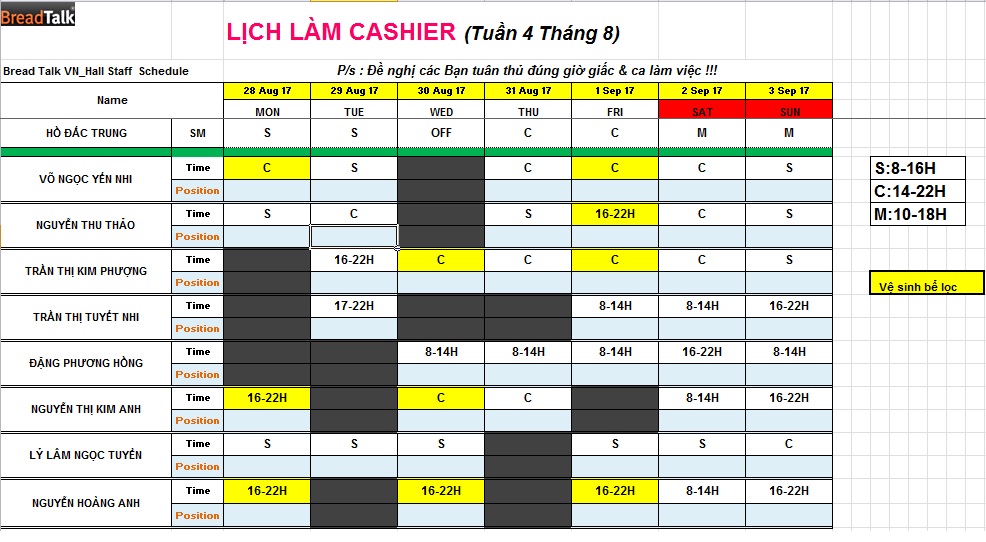 BreadTalk
LỊCH LÀM CASHIER (Tuần 4 Tháng 8)
Bread Talk VN_Hall Staff Schedule
P/s : Đề nghị các Bạn tuân thủ đúng giờ giấc & ca làm việc !!!
Name 28 Aug 17 29 Aug 17 30 Aug 17 31 Aug 17 1 Sep 17 2 Sep 17 3 Sep 17
MON TUE WED THU FRI SAT SUN
HỒ ĐẮC TRUNG SM S S OFF C C M M
VÕ NGỌC YẾN NHI Time C S C C C S
Position
NGUYỄN THU THẢO Time S C S 16-22H C S
Position
TRẦN THỊ KIM PHƯỢNG Time 16-22H C C C C S
Position
TRẦN THỊ TUYẾT NHI Time 17-22H 8-14H 8-14H 16-22H
Position
ĐẶNG PHƯƠNG HỒNG Time 8-14H 8-14H 8-14H 16-22H 8-14H
Position
NGUYỄN THỊ KIM ANH Time 16-22H C C 8-14H 16-22H
Position
LÝ LÂM NGỌC TUYỀN Time S S S S S C
Position
NGUYỄN HOÀNG ANH Time 16-22H 16-22H 16-22H 8-14H 16-22H
Position
S:8-16H
C:14-22H
M:10-18H
Vệ sinh bể lọc